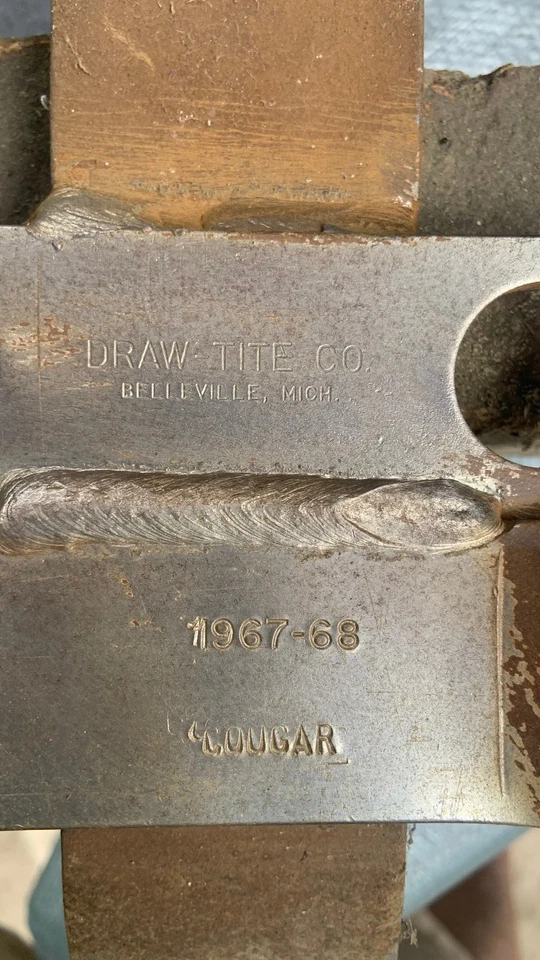 DRAW-TITE CO.
BELLEVILLE, MICH.
1967-68
COUGAR